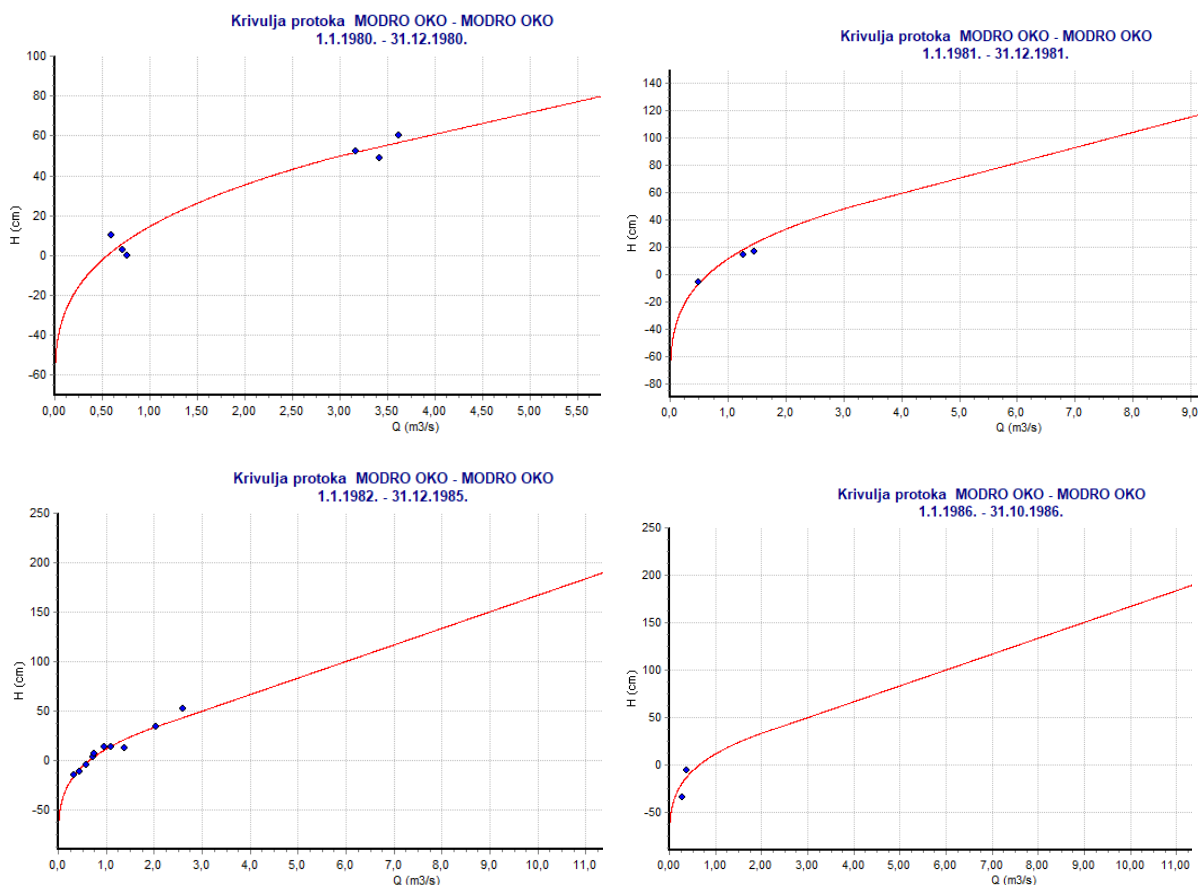 Krivulja protoka MODRO OKO - MODRO OKO
1.1.1980. - 31.12.1980.
100
80
60
40
20
0
-20
-40
-60
H (cm)
0,00 0,50 1,00 1,50 2,00 2,50 3,00 3,50 4,00 4,50 5,00 5,50
Q (m3/s)
Krivulja protoka MODRO OKO - MODRO OKO
1.1.1981. - 31.12.1981.
140
120
100
80
60
40
20
0
-20
-40
-60
-80
H (cm)
0,0 1,0 2,0 3,0 4,0 5,0 6,0 7,0 8,0 9,0
Q (m3/s)
Krivulja protoka MODRO OKO - MODRO OKO
1.1.1982. - 31.12.1985.
250
200
150
100
50
0
-50
H (cm)
0,0 1,0 2,0 3,0 4,0 5,0 6,0 7,0 8,0 9,0 10,0 11,0
Q (m3/s)
Krivulja protoka MODRO OKO - MODRO OKO
1.1.1986. - 31.10.1986.
250
200
150
100
50
0
-50
H (cm)
0,00 1,00 2,00 3,00 4,00 5,00 6,00 7,00 8,00 9,00 10,00 11,00
Q (m3/s)